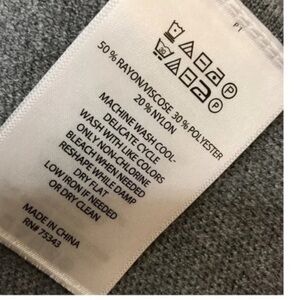 P1
P
P
50% RAYON/VISCOSE 30% POLYESTER
20% NYLON
MACHINE WASH COOL-
DELICATE CYCLE
WASH WITH LIKE COLORS
ONLY NON-CHLORINE
BLEACH WHEN NEEDED
RESHAPE WHILE DAMP
DRY FLAT
LOW IRON IF NEEDED
OR DRY CLEAN
MADE IN CHINA
RN# 75343